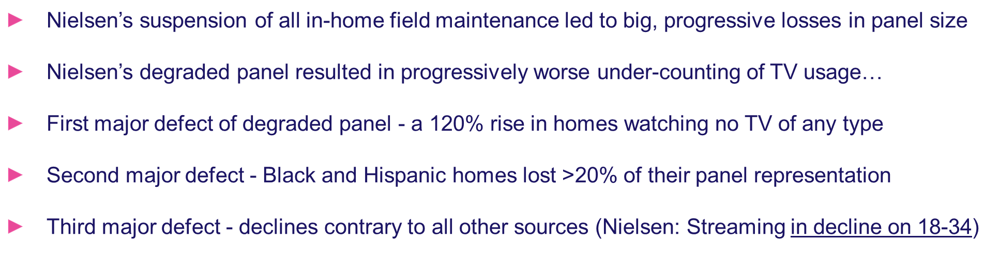 Nielsen’s suspension of all in-home field maintenance led to big, progressive losses in panel size
Nielsen’s degraded panel resulted in progressively worse under-counting of TV usage…
First major defect of degraded panel - a 120% rise in homes watching no TV of any type
Second major defect - Black and Hispanic homes lost >20% of their panel representation
Third major defect - declines contrary to all other sources (Nielsen: Streaming in decline on 18-34)